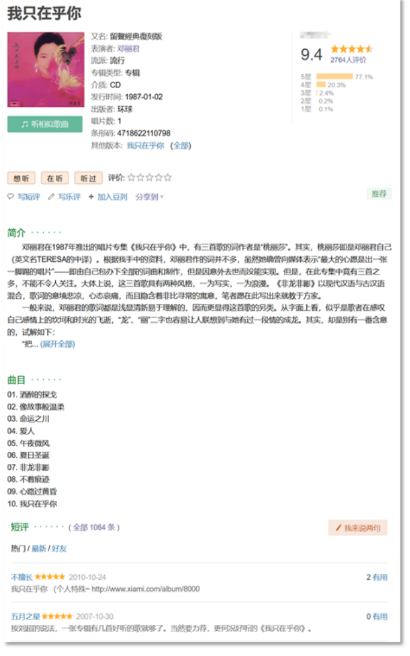 我只在乎你
又名: 留聲經典復刻版
表演者: 邓丽君
流派: 流行
专辑类型: 专辑
介质: CD
发行时间: 1987-01-02
出版者: 环球
唱片数: 1
条形码: 4718622110798
其他版本: 我只在乎你 (全部)
9.4
2764人评价
5星 77.1%
4星 20.3%
3星 2.4%
2星 0.2%
1星 0.1%
听相似歌曲
想听 在听 听过 评价:
写短评 写乐评 + 加入豆列 分享到
推荐
简介 · · · · · ·
邓丽君在1987年推出的唱片专集《我只在乎你》中，有三首歌的词作者是“桃丽莎”。其实，桃丽莎即是邓丽君自己
（英文名TERESA的中译）。根据我手中的资料，邓丽君作的词并不多，虽然她曾向媒体表示“最大的心愿是出一张
一脚踢的唱片”——即由自己包办下全部的词曲和制作，但是因意外去世而没能实现。但是，在此专集中竟有三首之
多，不能不令人关注。大体上说，这三首歌具有两种风格，一为写实，一为浪漫。《非龙非彲》以现代汉语与古汉语
混合，歌词的意境悲凉，心态哀痛，而且隐含着非比寻常的寓意，笔者愿在此写出来就教于方家。
一般来说，邓丽君的歌词都是浅显清新易于理解的，因而更显得这首歌的另类。从字面上看，似乎是歌者在感叹
自己感情上的坎坷和时光的飞逝，“龙”、“丽”二字也容易让人联想到与她有过一段情的成龙。其实，却是别有一番含意
的，试解如下：
“把... (展开全部)
曲目 · · · · · ·
01. 酒醉的探戈
02. 像故事般温柔
03. 命运之川
04. 爱人
05. 午夜微风
06. 夏日圣诞
07. 非龙非彲
08. 不着痕迹
09. 心路过黄昏
10. 我只在乎你
短评 · · · · · · ( 全部 1064 条 )
我来说两句
热门 / 最新 / 好友
不擅长 2010-10-24
2 有用
我只在乎你 （个人特殊~ http://www.xiami.com/album/8000
五月之星 2007-10-30
0 有用
按刘超的说法，一张专辑有几首好听的歌就够了。当然要力荐，更何况好听的《我只在乎你》。